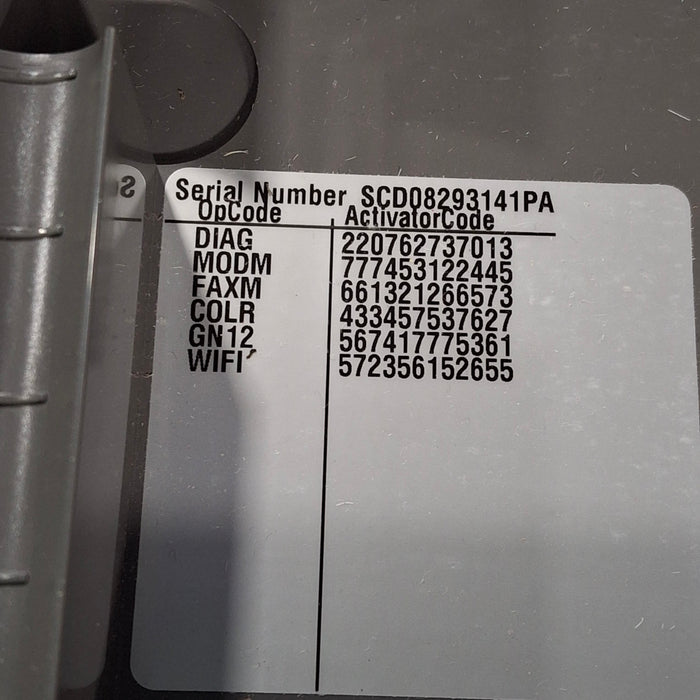 Serial Number SCD08293141PA
OpCode ActivatorCode
DIAG 220762737013
MODM 777453122445
FAXM 661321266573
COLR 433457537627
GN12 567417775361
WIFI 572356152655